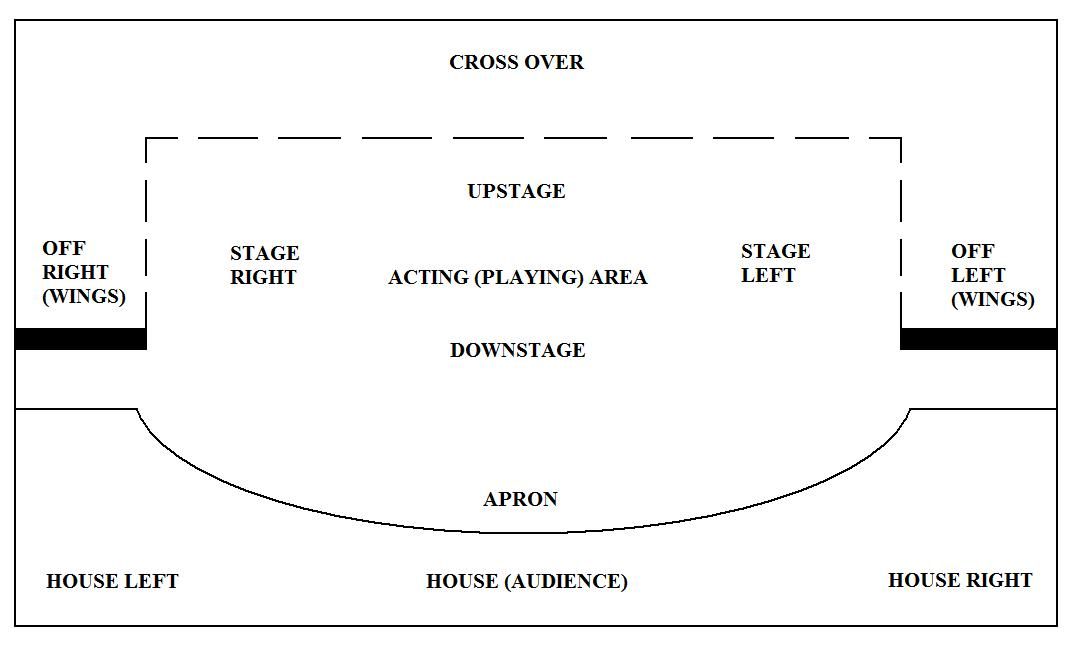 CROSS OVER
UPSTAGE
OFF
RIGHT
(WINGS)
STAGE
RIGHT
ACTING (PLAYING) AREA
STAGE
LEFT
OFF
LEFT
(WINGS)
DOWNSTAGE
APRON
HOUSE LEFT
HOUSE (AUDIENCE)
HOUSE RIGHT